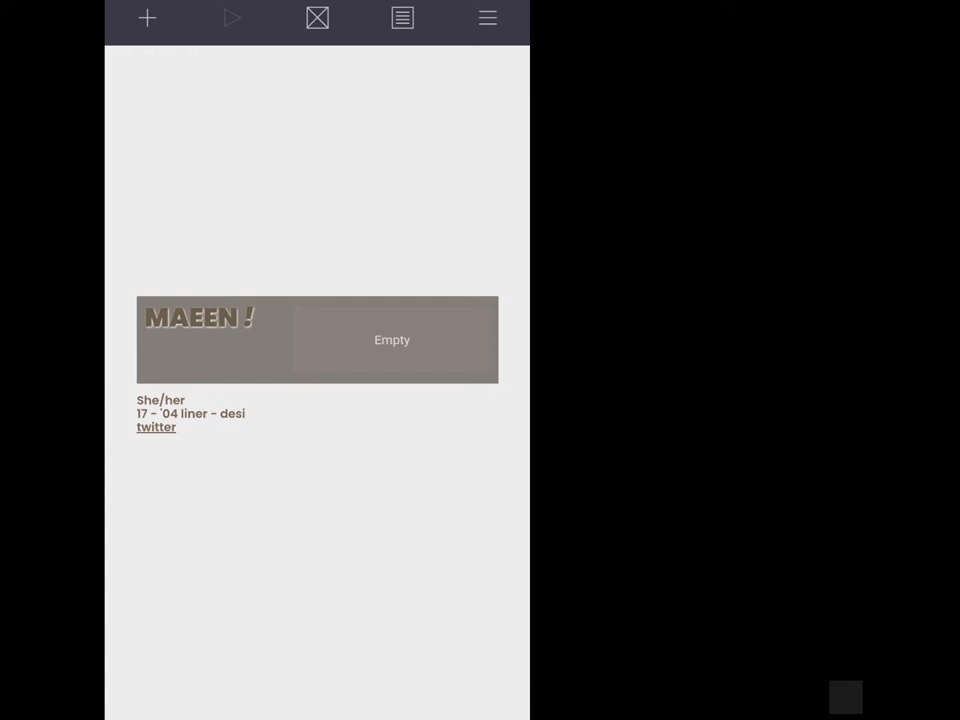 MAEEN !
Empty
She/her
17 - '04 liner - desi
twitter